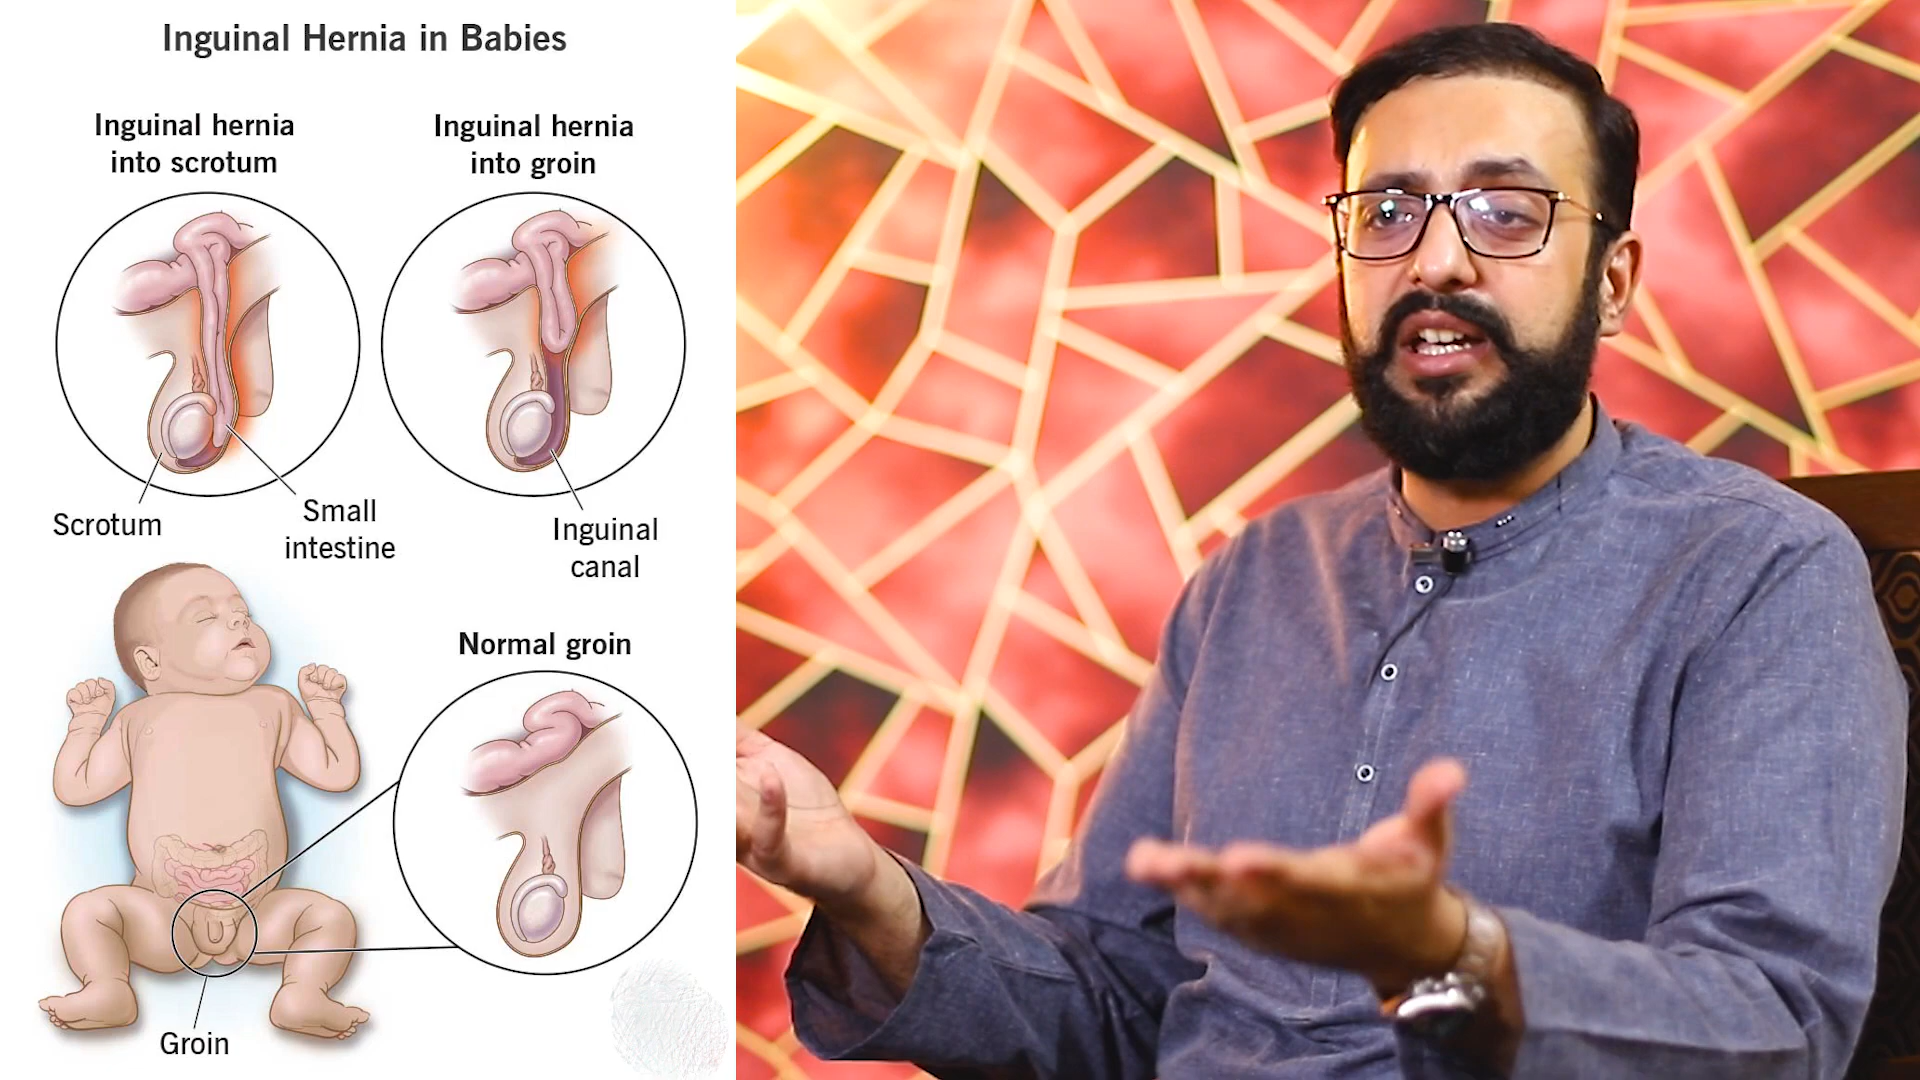 Inguinal Hernia in Babies
Inguinal hernia
into scrotum
Inguinal hernia
into groin
Scrotum
Small
intestine
Inguinal
canal
Normal groin
Groin